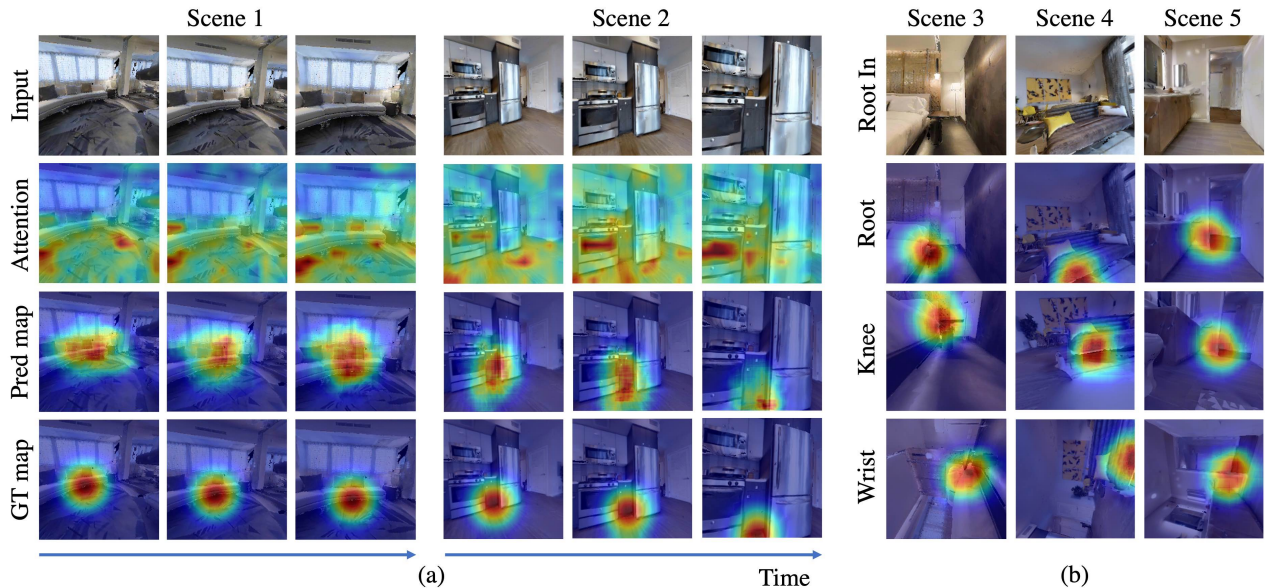 Scene 1
Scene 2
Scene 3
Scene 4
Scene 5
Input
Attention
Pred map
GT map
Root In
Root
Knee
Wrist
(a)
Time
(b)